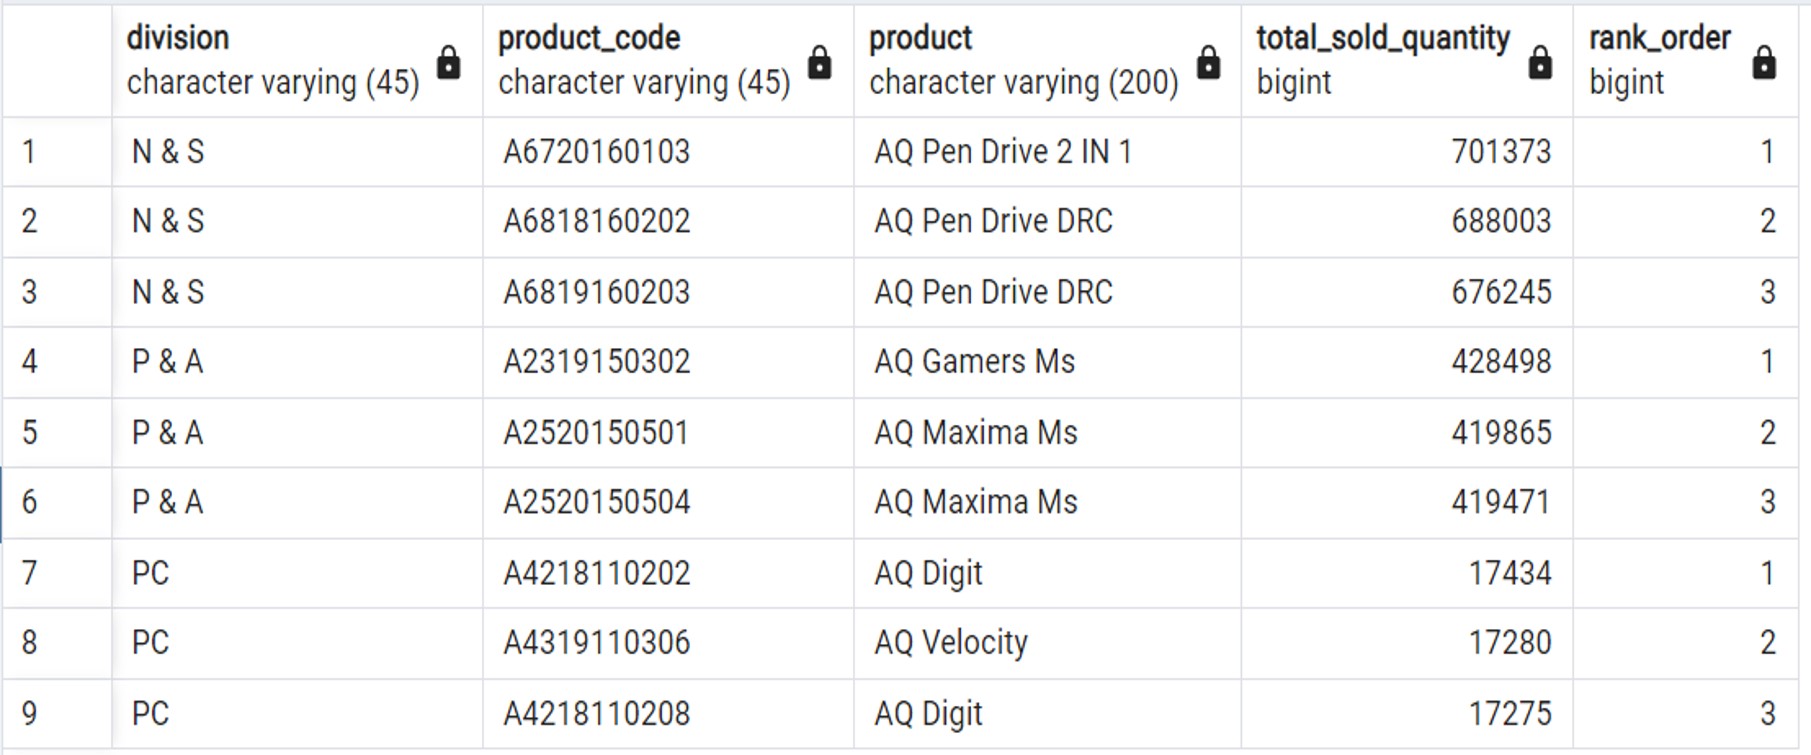 division product_code product total_sold_quantity rank_order
character varying (45) character varying (45) character varying (200) bigint bigint
1 N & S A6720160103 AQ Pen Drive 2 IN 1 701373 1
2 N & S A6818160202 AQ Pen Drive DRC 688003 2
3 N & S A6819160203 AQ Pen Drive DRC 676245 3
4 P & A A2319150302 AQ Gamers Ms 428498 1
5 P & A A2520150501 AQ Maxima Ms 419865 2
6 P & A A2520150504 AQ Maxima Ms 419471 3
7 PC A4218110202 AQ Digit 17434 1
8 PC A4319110306 AQ Velocity 17280 2
9 PC A4218110208 AQ Digit 17275 3